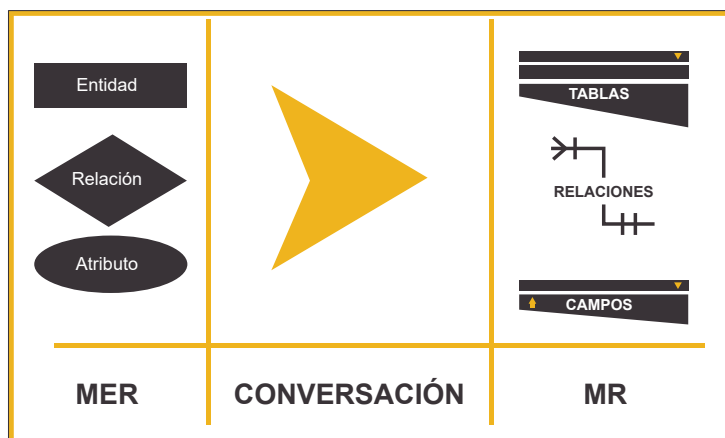 Entidad
Relación
Atributo
TABLAS
RELACIONES
CAMPOS
MER
CONVERSACIÓN
MR